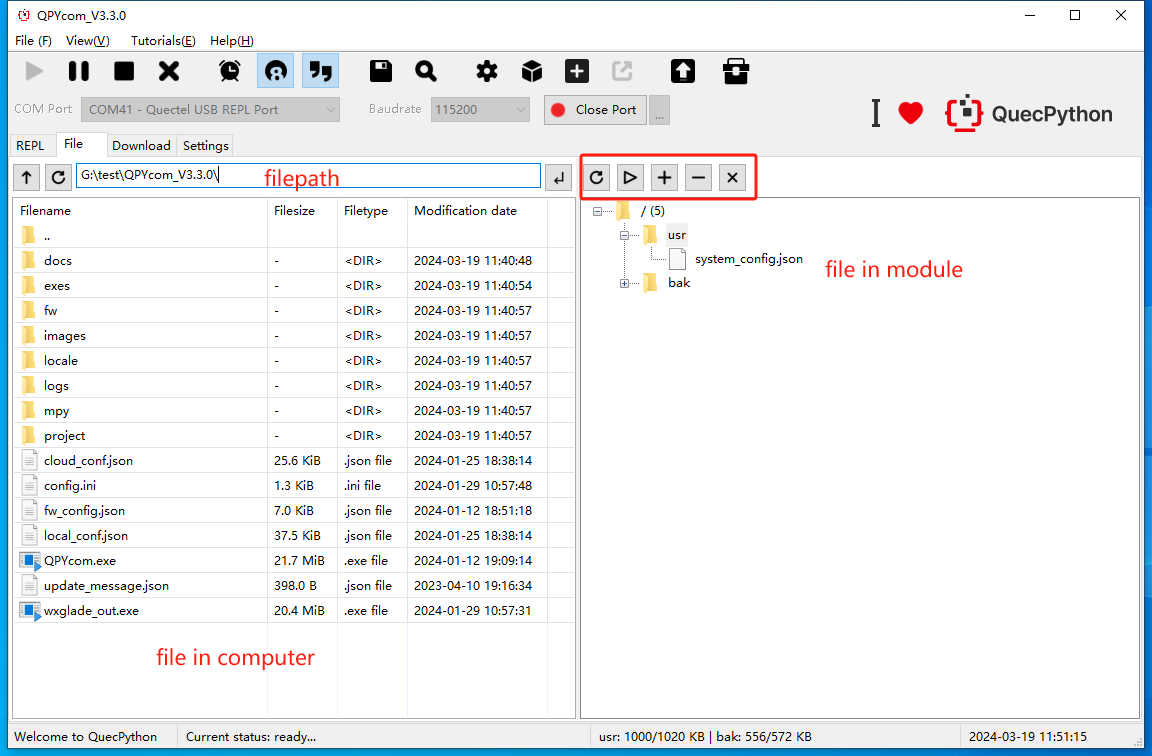 QPYcom_V3.3.0
File (F) View(V) Tutorials(E) Help(H)
COM Port COM41 - Quectel USB REPL Port Baudrate 115200 Close Port ...
I QuecPython
REPL File Download Settings
G:\test\QPYcom_V3.3.0\ filepath
Filename Filesize Filetype Modification date
..
docs - <DIR> 2024-03-19 11:40:48
exes - <DIR> 2024-03-19 11:40:54
fw - <DIR> 2024-03-19 11:40:57
images - <DIR> 2024-03-19 11:40:57
locale - <DIR> 2024-03-19 11:40:57
logs - <DIR> 2024-03-19 11:40:57
mpy - <DIR> 2024-03-19 11:40:57
project - <DIR> 2024-03-19 11:40:57
cloud_conf.json 25.6 KiB .json file 2024-01-25 18:38:14
config.ini 1.3 KiB .ini file 2024-01-29 10:57:48
fw_config.json 7.0 KiB .json file 2024-01-12 18:51:18
local_conf.json 37.5 KiB .json file 2024-01-25 18:38:14
QPYcom.exe 21.7 MiB .exe file 2024-01-12 19:09:14
update_message.json 398.0 B .json file 2023-04-10 19:16:34
wxglade_out.exe 20.4 MiB .exe file 2024-01-29 10:57:31
file in computer
/ (5)
usr
system_config.json
bak
file in module
Welcome to QuecPython Current status: ready... usr: 1000/1020 KB | bak: 556/572 KB 2024-03-19 11:51:15